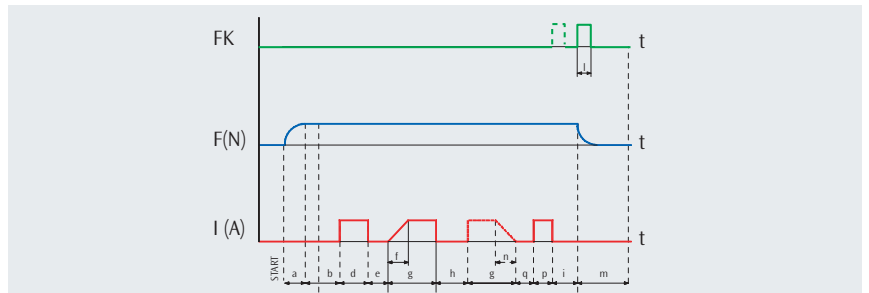 FK
t
l
F(N)
t
I (A)
t
START
a b d e f g h g n q p i m